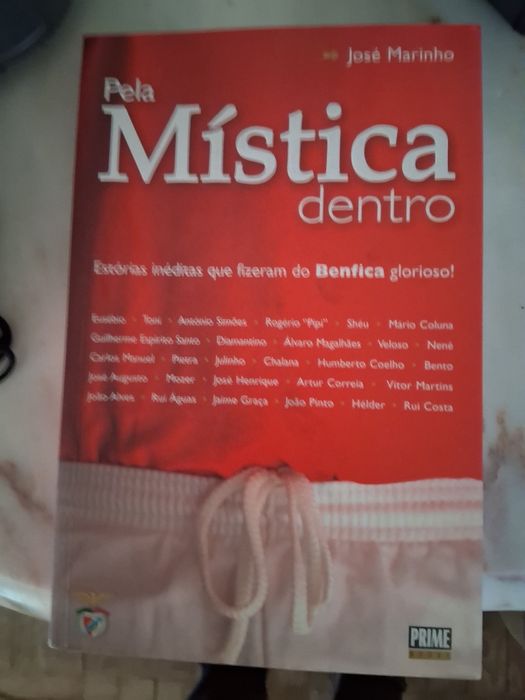 José Marinho
Pela
Mística
dentro
Estórias inéditas que fizeram do Benfica glorioso!
Eusébio · Toni · António Simões · Rogério "Pipi" · Shéu · Mário Coluna
Guilherme Espírito Santo · Diamantino · Álvaro Magalhães · Veloso · Nené
Carlos Manuel · Pietra · Julinho · Chalana · Humberto Coelho · Bento
José Augusto · Mozer · José Henrique · Artur Correia · Vítor Martins
João Alves · Rui Águas · Jaime Graça · João Pinto · Hélder · Rui Costa
PRIME
BOOKS